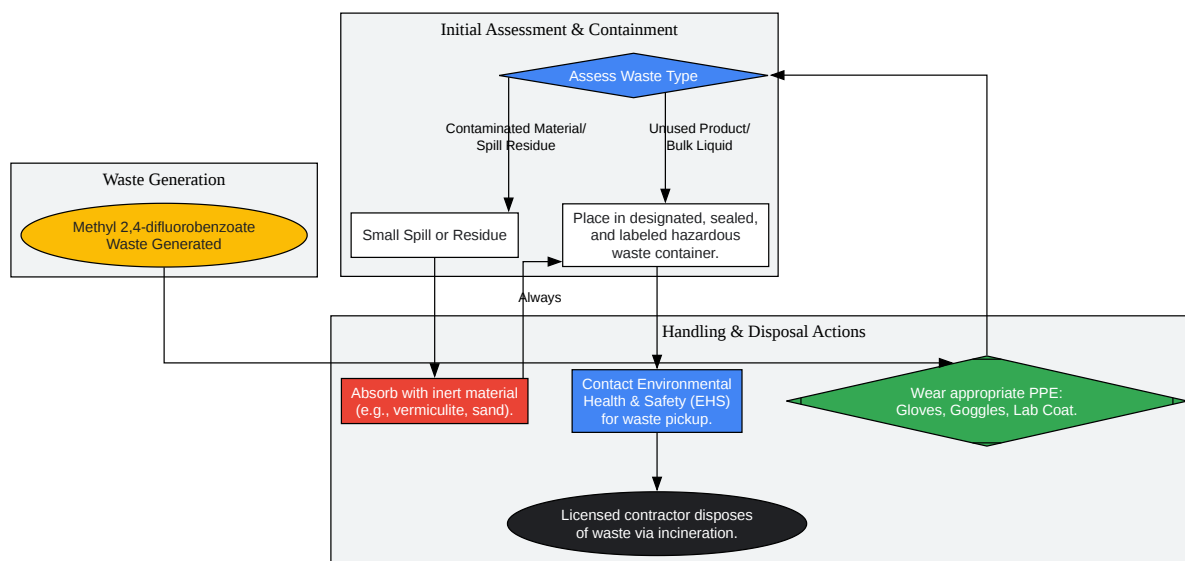 Initial Assessment & Containment
Assess Waste Type
Contaminated Material/
Spill Residue
Unused Product/
Bulk Liquid
Waste Generation
Methyl 2,4-difluorobenzoate
Waste Generated
Small Spill or Residue
Place in designated, sealed,
and labeled hazardous
waste container.
Always
Handling & Disposal Actions
Absorb with inert material
(e.g., vermiculite, sand).
Contact Environmental
Health & Safety (EHS)
for waste pickup.
Wear appropriate PPE:
Gloves, Goggles, Lab Coat.
Licensed contractor disposes
of waste via incineration.